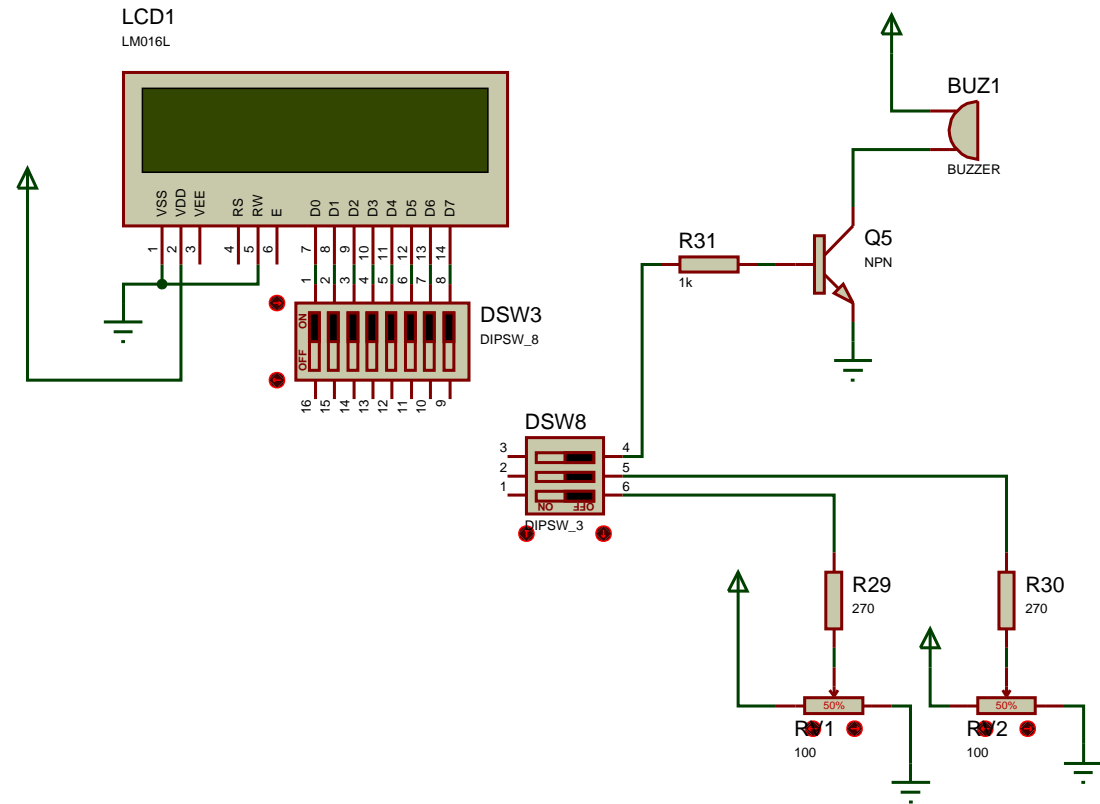 LCD1
LM016L
VSS VDD VEE RS RW E D0 D1 D2 D3 D4 D5 D6 D7
1 2 3 4 5 6 7 8 9 10 11 12 13 14
1 2 3 4 5 6 7 8
ON
OFF
DSW3
DIPSW_8
16 15 14 13 12 11 10 9
BUZ1
BUZZER
R31
1k
Q5
NPN
DSW8
3 4
2 5
1 6
ON OFF
DIPSW_3
R29
270
R30
270
50%
RV1
100
50%
RV2
100